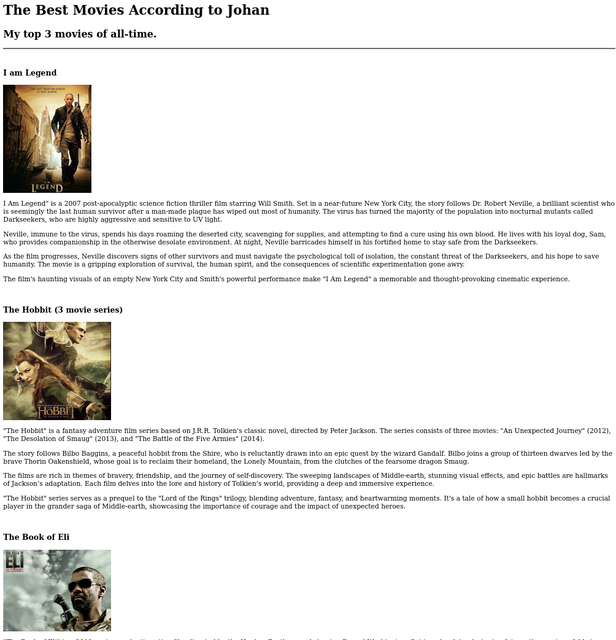 The Best Movies According to Johan
My top 3 movies of all-time.
I am Legend
LEGEND
I Am Legend" is a 2007 post-apocalyptic science fiction thriller film starring Will Smith. Set in a near-future New York City, the story follows Dr. Robert Neville, a brilliant scientist who
is seemingly the last human survivor after a man-made plague has wiped out most of humanity. The virus has turned the majority of the population into nocturnal mutants called
Darkseekers, who are highly aggressive and sensitive to UV light.
Neville, immune to the virus, spends his days roaming the deserted city, scavenging for supplies, and attempting to find a cure using his own blood. He lives with his loyal dog, Sam,
who provides companionship in the otherwise desolate environment. At night, Neville barricades himself in his fortified home to stay safe from the Darkseekers.
As the film progresses, Neville discovers signs of other survivors and must navigate the psychological toll of isolation, the constant threat of the Darkseekers, and his hope to save
humanity. The movie is a gripping exploration of survival, the human spirit, and the consequences of scientific experimentation gone awry.
The film's haunting visuals of an empty New York City and Smith's powerful performance make "I Am Legend" a memorable and thought-provoking cinematic experience.
The Hobbit (3 movie series)
HOBBIT
"The Hobbit" is a fantasy adventure film series based on J.R.R. Tolkien's classic novel, directed by Peter Jackson. The series consists of three movies: "An Unexpected Journey" (2012),
"The Desolation of Smaug" (2013), and "The Battle of the Five Armies" (2014).
The story follows Bilbo Baggins, a peaceful hobbit from the Shire, who is reluctantly drawn into an epic quest by the wizard Gandalf. Bilbo joins a group of thirteen dwarves led by the
brave Thorin Oakenshield, whose goal is to reclaim their homeland, the Lonely Mountain, from the clutches of the fearsome dragon Smaug.
The films are rich in themes of bravery, friendship, and the journey of self-discovery. The sweeping landscapes of Middle-earth, stunning visual effects, and epic battles are hallmarks
of Jackson's adaptation. Each film delves into the lore and history of Tolkien's world, providing a deep and immersive experience.
"The Hobbit" series serves as a prequel to the "Lord of the Rings" trilogy, blending adventure, fantasy, and heartwarming moments. It's a tale of how a small hobbit becomes a crucial
player in the grander saga of Middle-earth, showcasing the importance of courage and the impact of unexpected heroes.
The Book of Eli
ELI